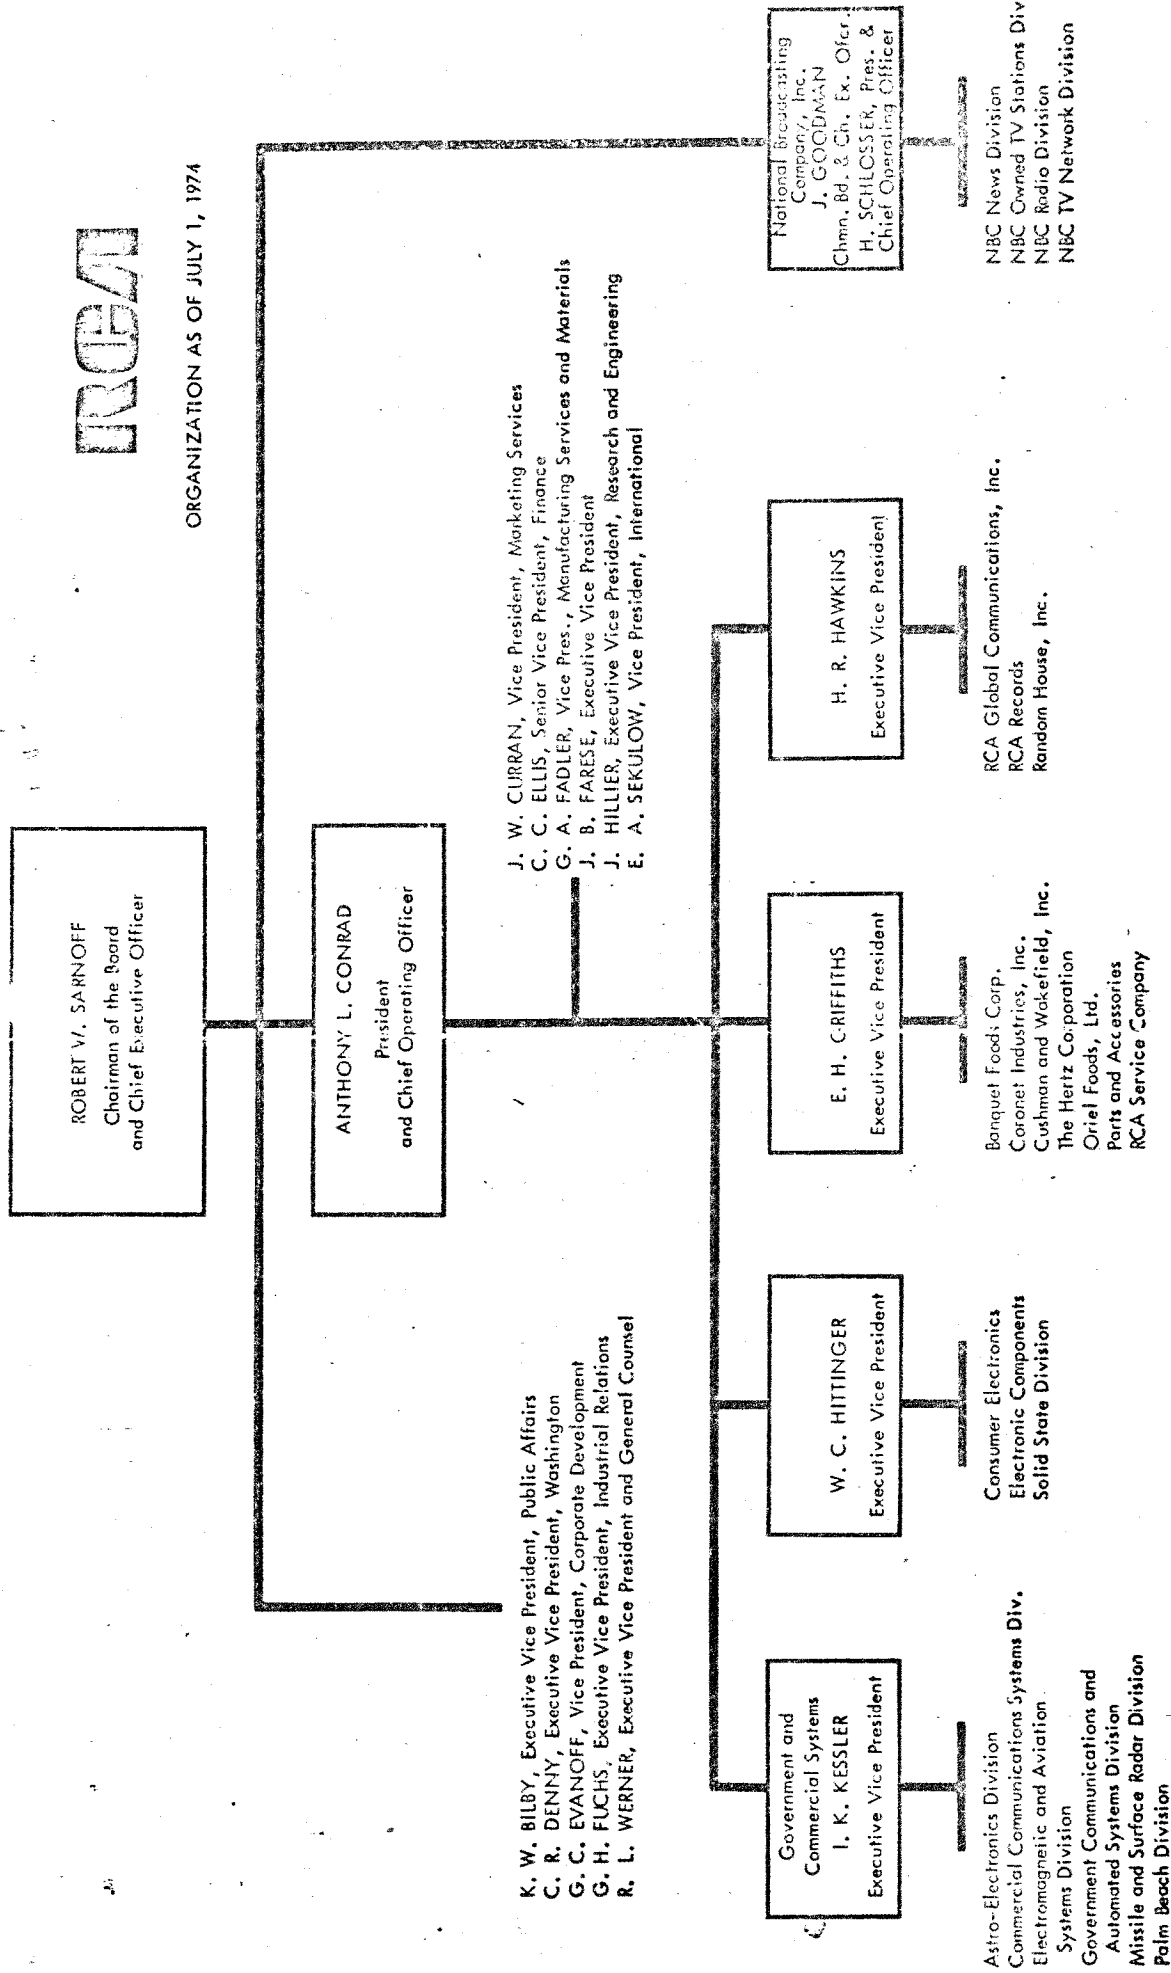 RCA
ORGANIZATION AS OF JULY 1, 1974
ROBERT W. SARNOFF
Chairman of the Board
and Chief Executive Officer
ANTHONY L. CONRAD
President
and Chief Operating Officer
K. W. BILBY, Executive Vice President, Public Affairs
C. R. DENNY, Executive Vice President, Washington
G. C. EVANOFF, Vice President, Corporate Development
G. H. FUCHS, Executive Vice President, Industrial Relations
R. L. WERNER, Executive Vice President and General Counsel
J. W. CURRAN, Vice President, Marketing Services
C. C. ELLIS, Senior Vice President, Finance
G. A. FADLER, Vice Pres., Manufacturing Services and Materials
J. B. FARESE, Executive Vice President
J. HILLIER, Executive Vice President, Research and Engineering
E. A. SEKULOW, Vice President, International
Government and
Commercial Systems
I. K. KESSLER
Executive Vice President
Astro-Electronics Division
Commercial Communications Systems Div.
Electromagnetic and Aviation
Systems Division
Government Communications and
Automated Systems Division
Missile and Surface Radar Division
Palm Beach Division
W. C. HITTINGER
Executive Vice President
Consumer Electronics
Electronic Components
Solid State Division
E. H. GRIFFITHS
Executive Vice President
Banquet Foods Corp.
Coronet Industries, Inc.
Cushman and Wakefield, Inc.
The Hertz Corporation
Oriel Foods, Ltd.
Parts and Accessories
RCA Service Company
H. R. HAWKINS
Executive Vice President
RCA Global Communications, Inc.
RCA Records
Random House, Inc.
National Broadcasting
Company, Inc.
J. GOODMAN
Chmn. Bd. & Ch. Ex. Ofcr.
H. SCHLOSSER, Pres. &
Chief Operating Officer
NBC News Division
NBC Owned TV Stations Div
NBC Radio Division
NBC TV Network Division